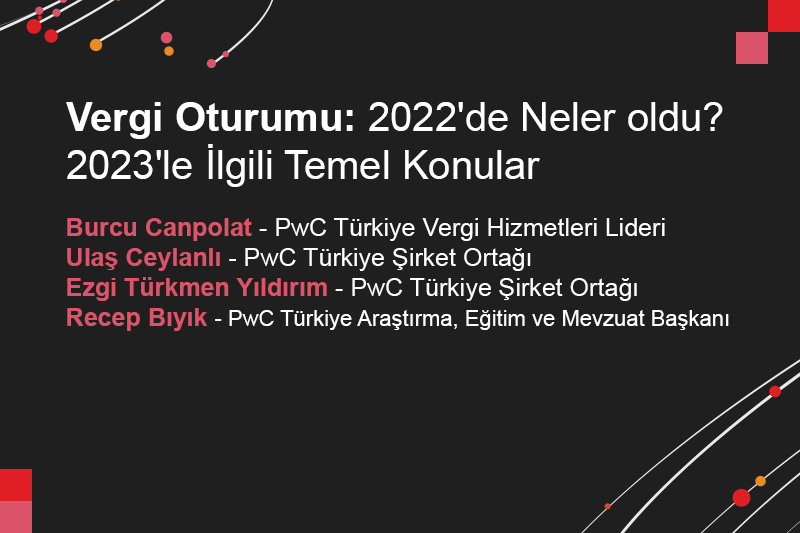 Vergi Oturumu: 2022'de Neler oldu?
2023'le İlgili Temel Konular
Burcu Canpolat - PwC Türkiye Vergi Hizmetleri Lideri
Ulaş Ceylanlı - PwC Türkiye Şirket Ortağı
Ezgi Türkmen Yıldırım - PwC Türkiye Şirket Ortağı
Recep Bıyık - PwC Türkiye Araştırma, Eğitim ve Mevzuat Başkanı